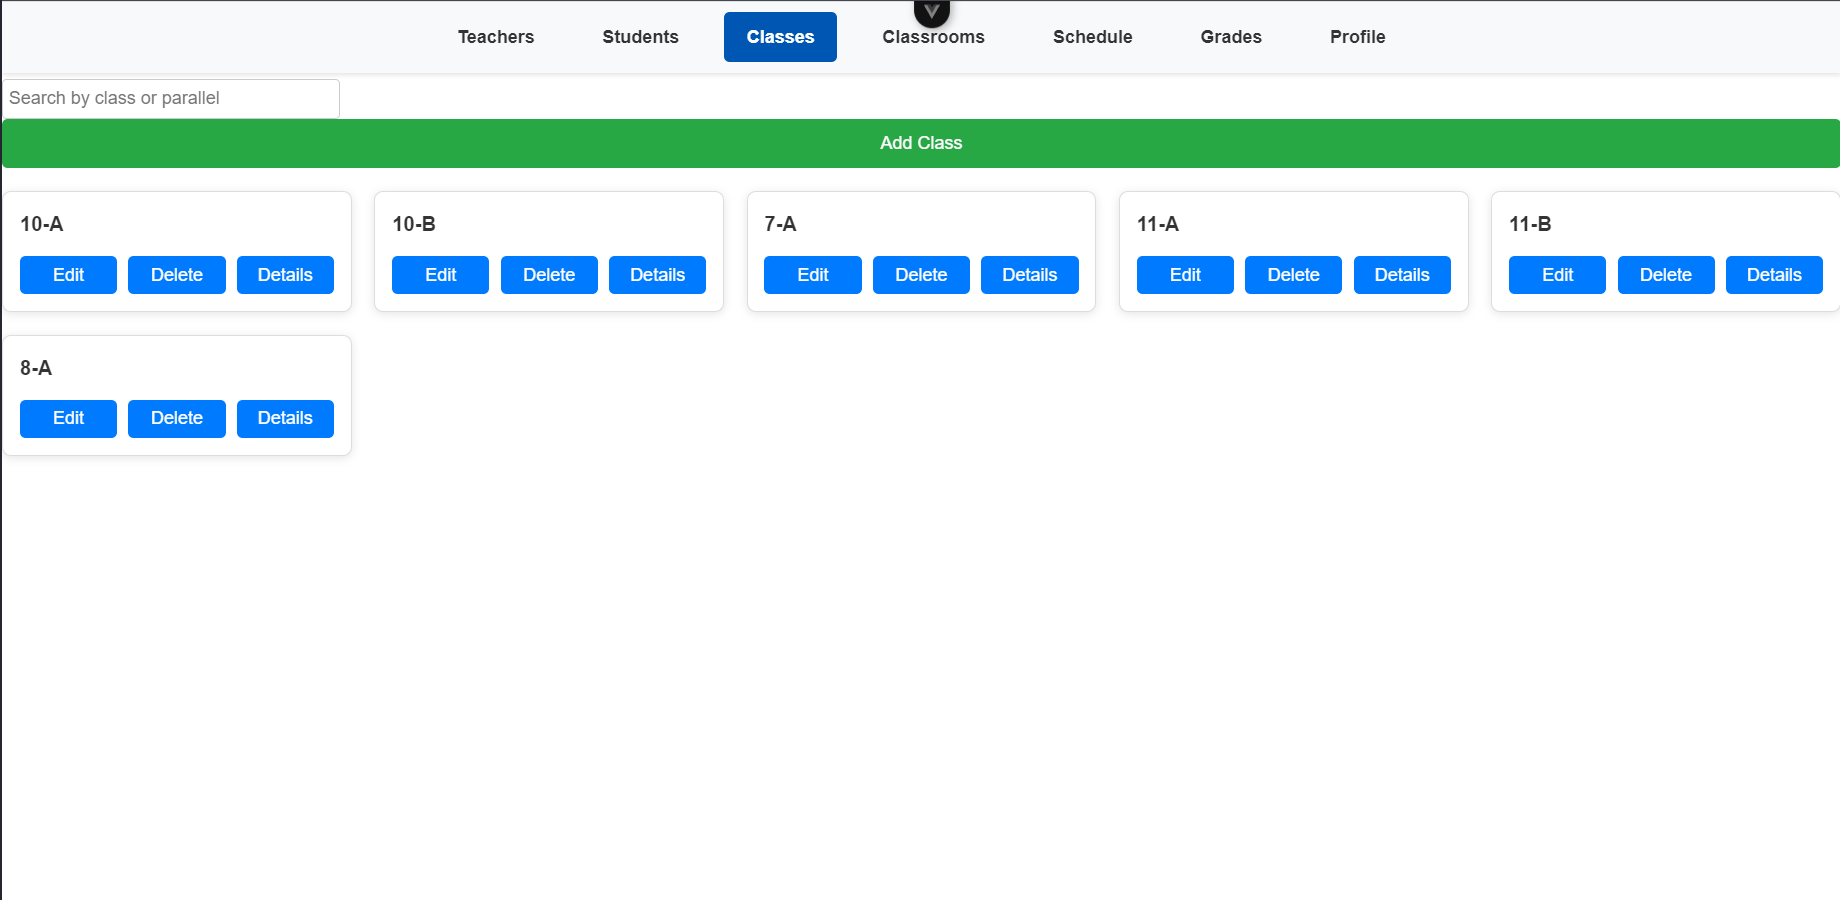 Teachers Students Classes Classrooms Schedule Grades Profile
Search by class or parallel
Add Class
10-A 10-B 7-A 11-A 11-B
Edit Delete Details Edit Delete Details Edit Delete Details Edit Delete Details Edit Delete Details
8-A
Edit Delete Details